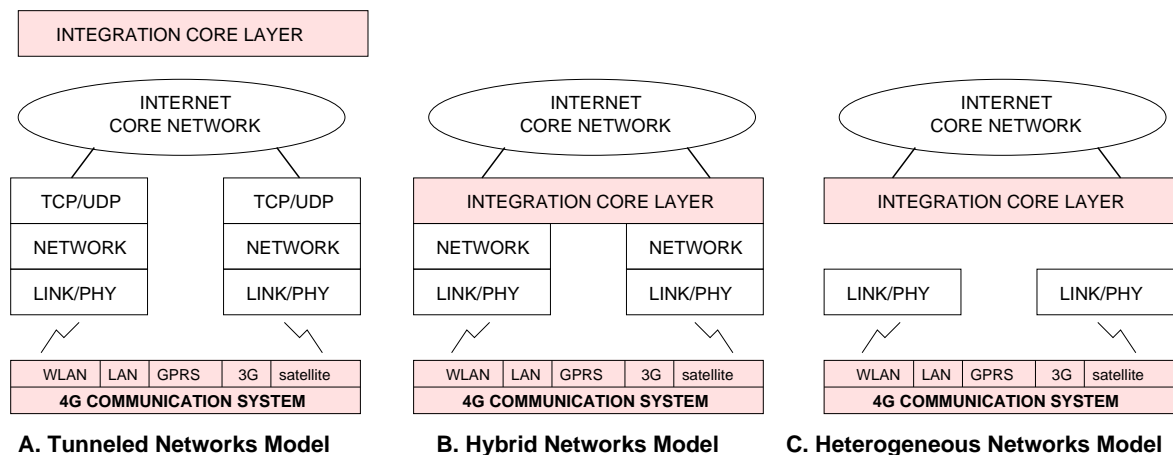 INTEGRATION CORE LAYER
INTERNET
CORE NETWORK
TCP/UDP
TCP/UDP
NETWORK
NETWORK
LINK/PHY
LINK/PHY
WLAN LAN GPRS 3G satellite
4G COMMUNICATION SYSTEM
A. Tunneled Networks Model
INTERNET
CORE NETWORK
INTEGRATION CORE LAYER
NETWORK
NETWORK
LINK/PHY
LINK/PHY
WLAN LAN GPRS 3G satellite
4G COMMUNICATION SYSTEM
B. Hybrid Networks Model
INTERNET
CORE NETWORK
INTEGRATION CORE LAYER
LINK/PHY
LINK/PHY
WLAN LAN GPRS 3G satellite
4G COMMUNICATION SYSTEM
C. Heterogeneous Networks Model